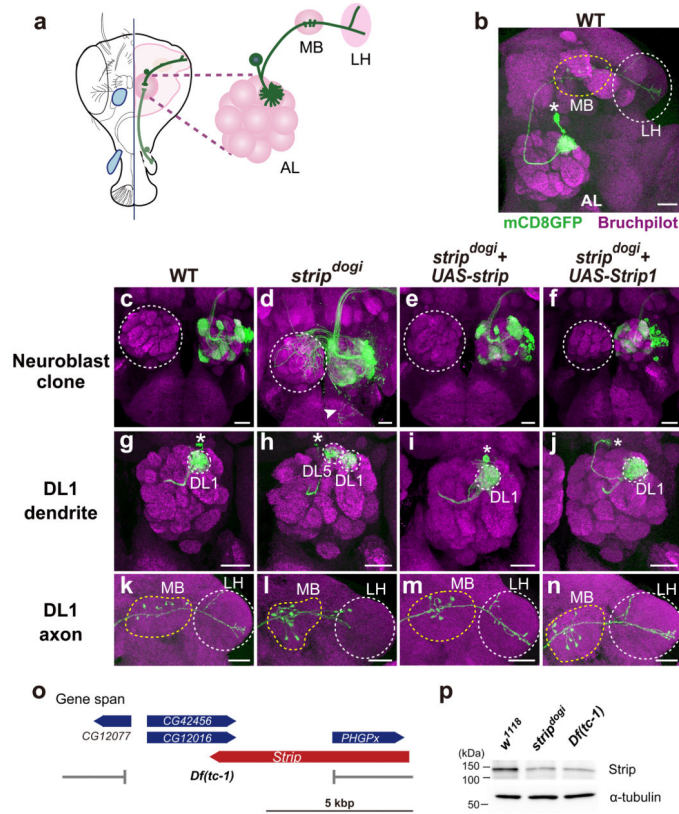 a
MB
LH
AL
b
WT
*
MB
LH
AL
mCD8GFP Bruchpilot
WT
strip^dogi
strip^dogi +
UAS-strip
strip^dogi +
UAS-Strip1
Neuroblast
clone
c
d
e
f
DL1
dendrite
g
*
DL1
h
*
DL5
DL1
i
*
DL1
j
*
DL1
DL1
axon
k
MB
LH
l
MB
LH
m
MB
LH
n
MB
LH
o
Gene span
CG12077
CG42456
CG12016
PHGPx
Strip
Df(tc-1)
5 kbp
p
w^1118
strip^dogi
Df(tc-1)
(kDa)
150
100
Strip
50
α-tubulin